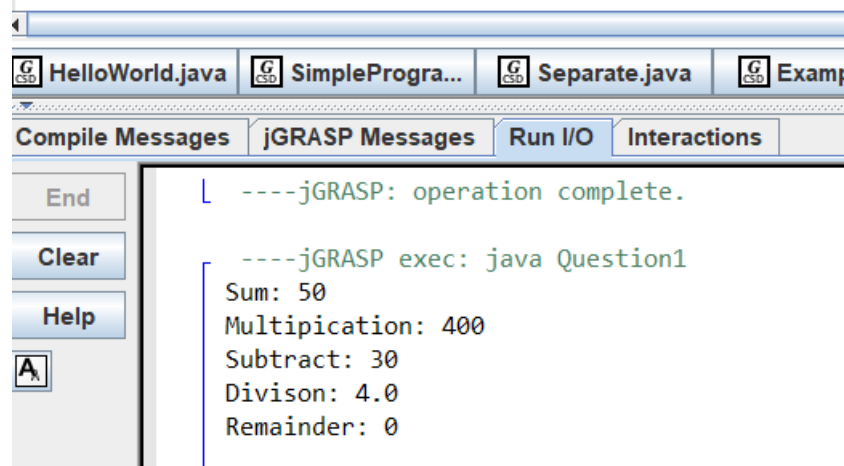 HelloWorld.java SimpleProgra... Separate.java Examp
Compile Messages jGRASP Messages Run I/O Interactions
End
Clear
Help
A
----jGRASP: operation complete.
----jGRASP exec: java Question1
Sum: 50
Multipication: 400
Subtract: 30
Divison: 4.0
Remainder: 0